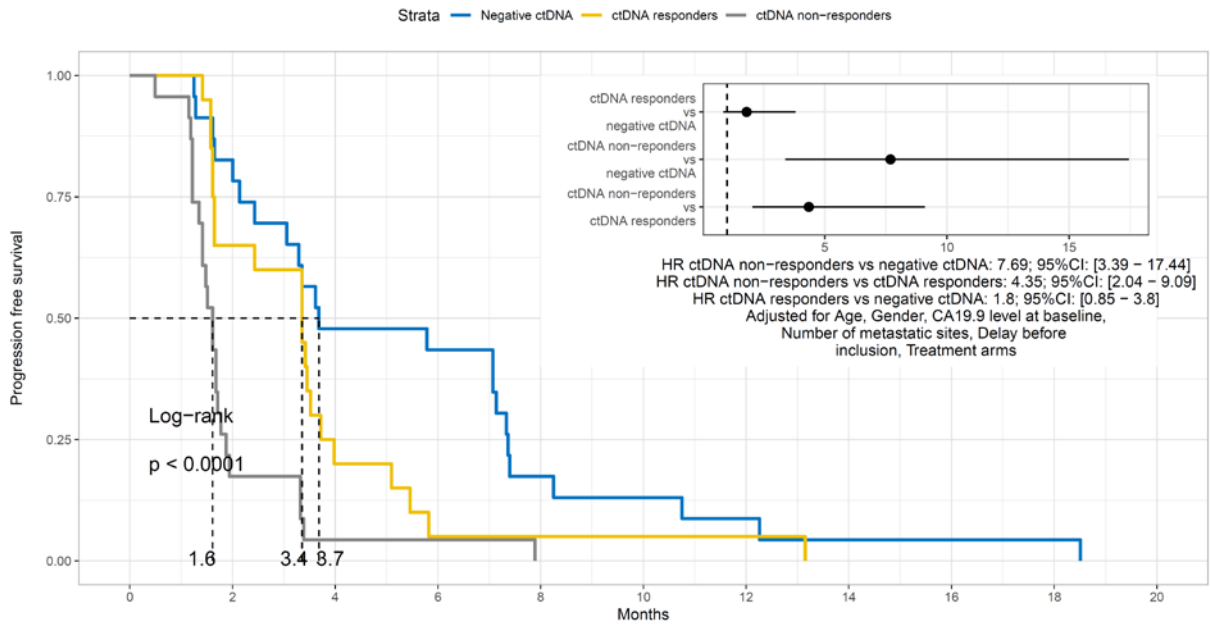 Strata Negative ctDNA ctDNA responders ctDNA non-responders
Progression free survival
1.00
0.75
0.50
0.25
0.00
Log-rank
p < 0.0001
1.6 3.4 3.7
0 2 4 6 8 10 12 14 16 18 20
Months
ctDNA responders
vs
negative ctDNA
ctDNA non-reponders
vs
negative ctDNA
ctDNA non-reponders
vs
ctDNA responders
5 10 15
HR ctDNA non-responders vs negative ctDNA: 7.69; 95%CI: [3.39 - 17.44]
HR ctDNA non-responders vs ctDNA responders: 4.35; 95%CI: [2.04 - 9.09]
HR ctDNA responders vs negative ctDNA: 1.8; 95%CI: [0.85 - 3.8]
Adjusted for Age, Gender, CA19.9 level at baseline,
Number of metastatic sites, Delay before
inclusion, Treatment arms